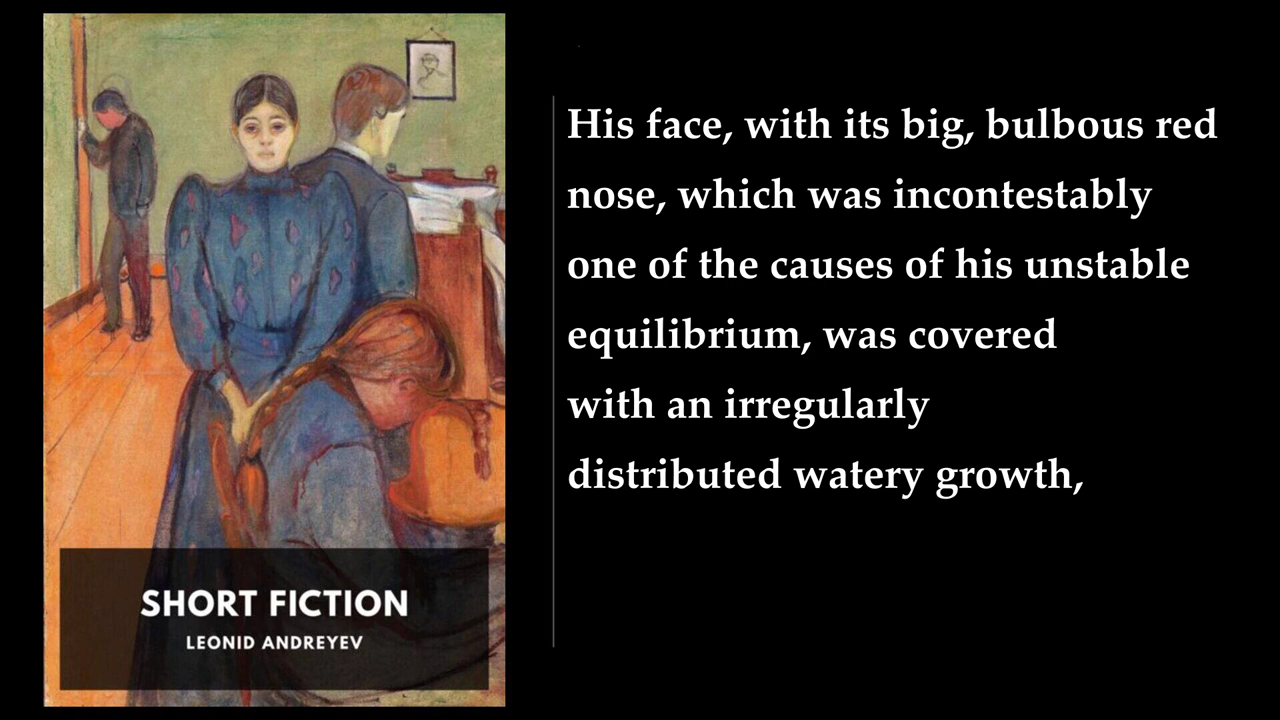 SHORT FICTION
LEONID ANDREYEV
His face, with its big, bulbous red
nose, which was incontestably
one of the causes of his unstable
equilibrium, was covered
with an irregularly
distributed watery growth,